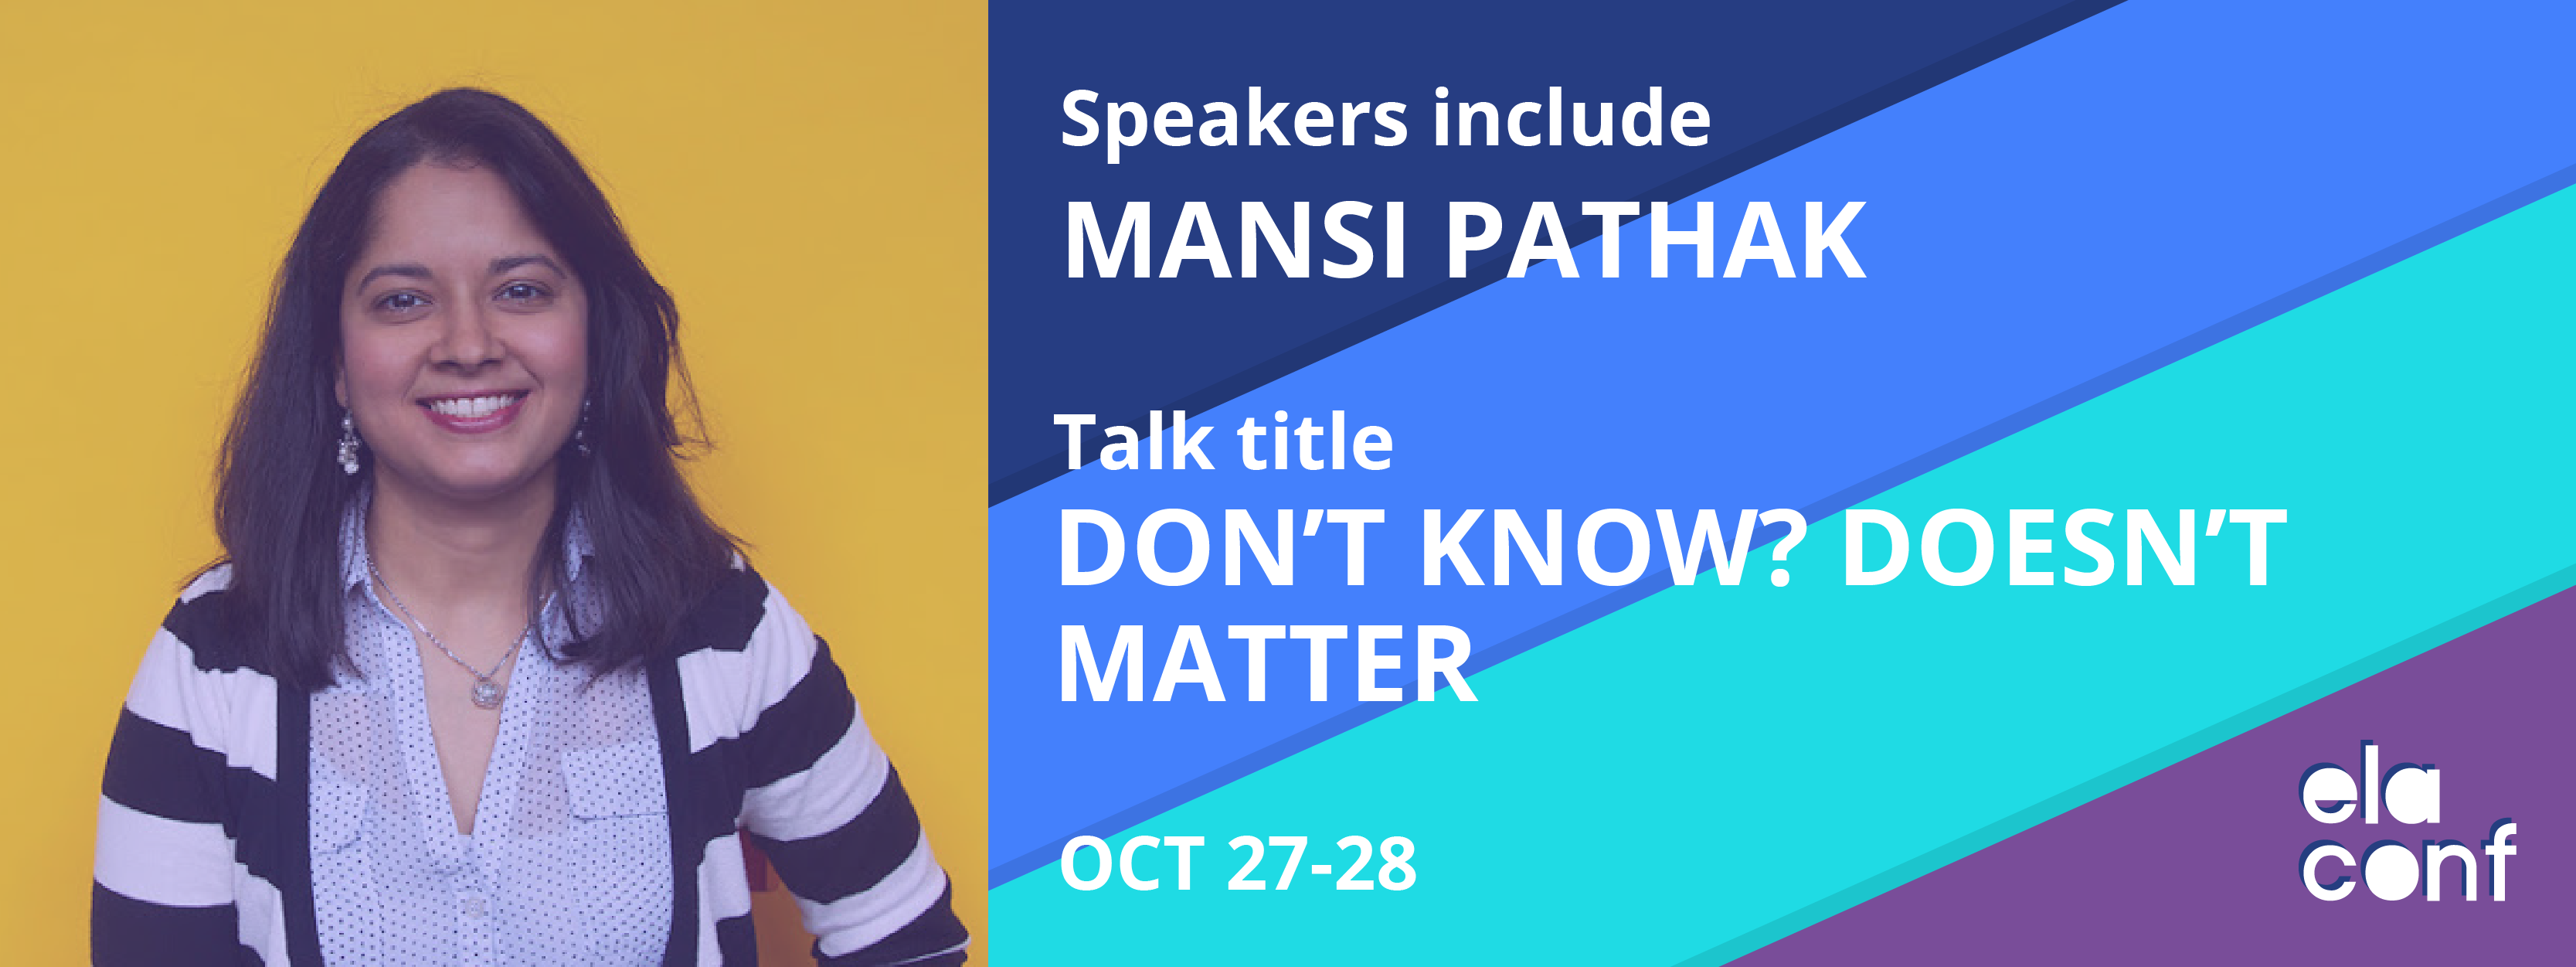 Speakers include
MANSI PATHAK
Talk title
DON’T KNOW? DOESN’T
MATTER
OCT 27-28
ela
conf